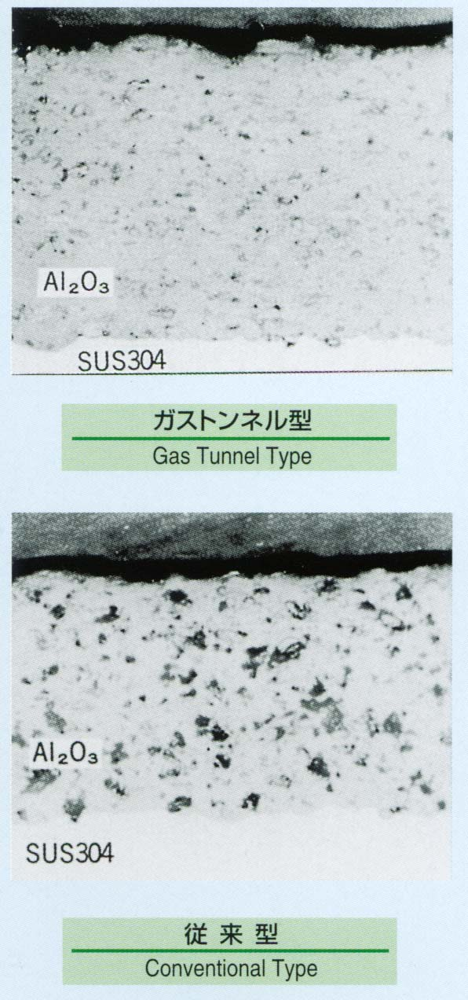 Al₂O₃
SUS304
ガストンネル型
Gas Tunnel Type
Al₂O₃
SUS304
従来型
Conventional Type